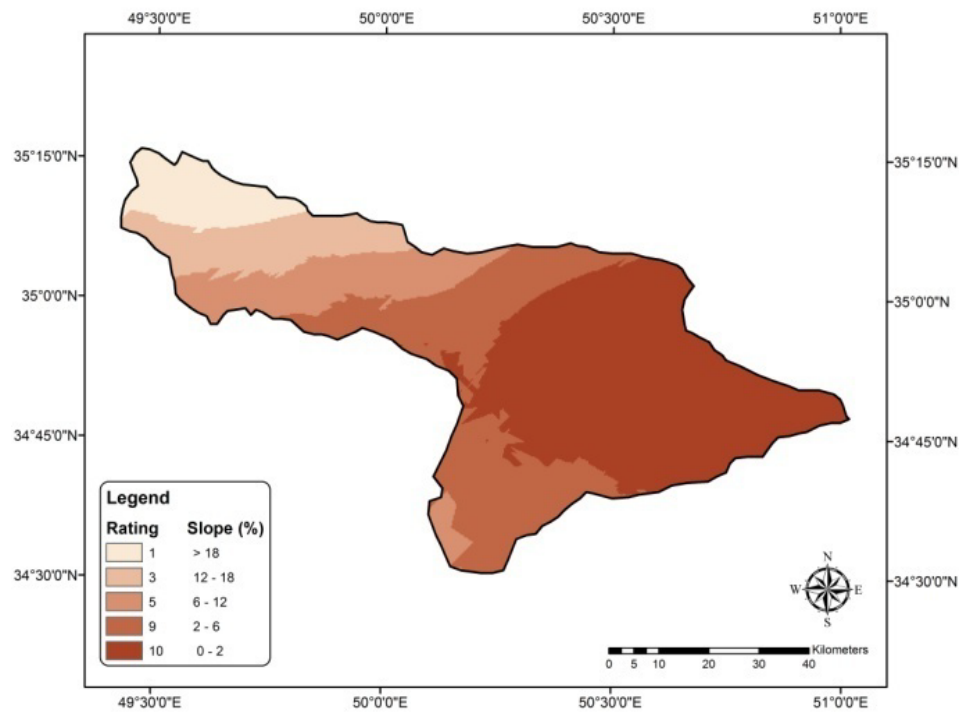 49°30'0"E 50°0'0"E 50°30'0"E 51°0'0"E
35°15'0"N 35°15'0"N
35°0'0"N 35°0'0"N
34°45'0"N 34°45'0"N
34°30'0"N 34°30'0"N
Legend
Rating Slope (%)
1 > 18
3 12 - 18
5 6 - 12
9 2 - 6
10 0 - 2
N
W E
S
Kilometers
0 5 10 20 30 40
49°30'0"E 50°0'0"E 50°30'0"E 51°0'0"E